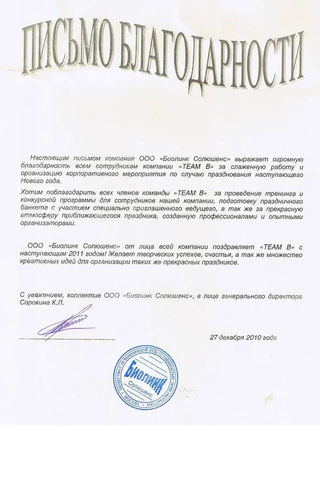 ПИСЬМО БЛАГОДАРНОСТИ
Настоящим письмом компания ООО «Биолинк Солюшенс» выражает огромную
благодарность всем сотрудникам компании «TEAM B» за слаженную работу и
организацию корпоративного мероприятия по случаю празднования наступающего
Нового года.
Хотим поблагодарить всех членов команды «TEAM B» за проведение тренинга и
конкурсной программы для сотрудников нашей компании, подготовку праздничного
банкета с участием специально приглашенного ведущего, а так же за прекрасную
атмосферу приближающегося праздника, созданную профессионалами и опытными
организаторами.
ООО «Биолинк Солюшенс» от лица всей компании поздравляет «TEAM B» с
наступающим 2011 годом! Желает творческих успехов, счастья, а так же множество
креативных идей для организации таких же прекрасных праздников.
С уважением, коллектив ООО «Биолинк Солюшенс», в лице генерального директора
Сорокина К.Л.
27 декабря 2010 года
Биолинк
Солюшенс